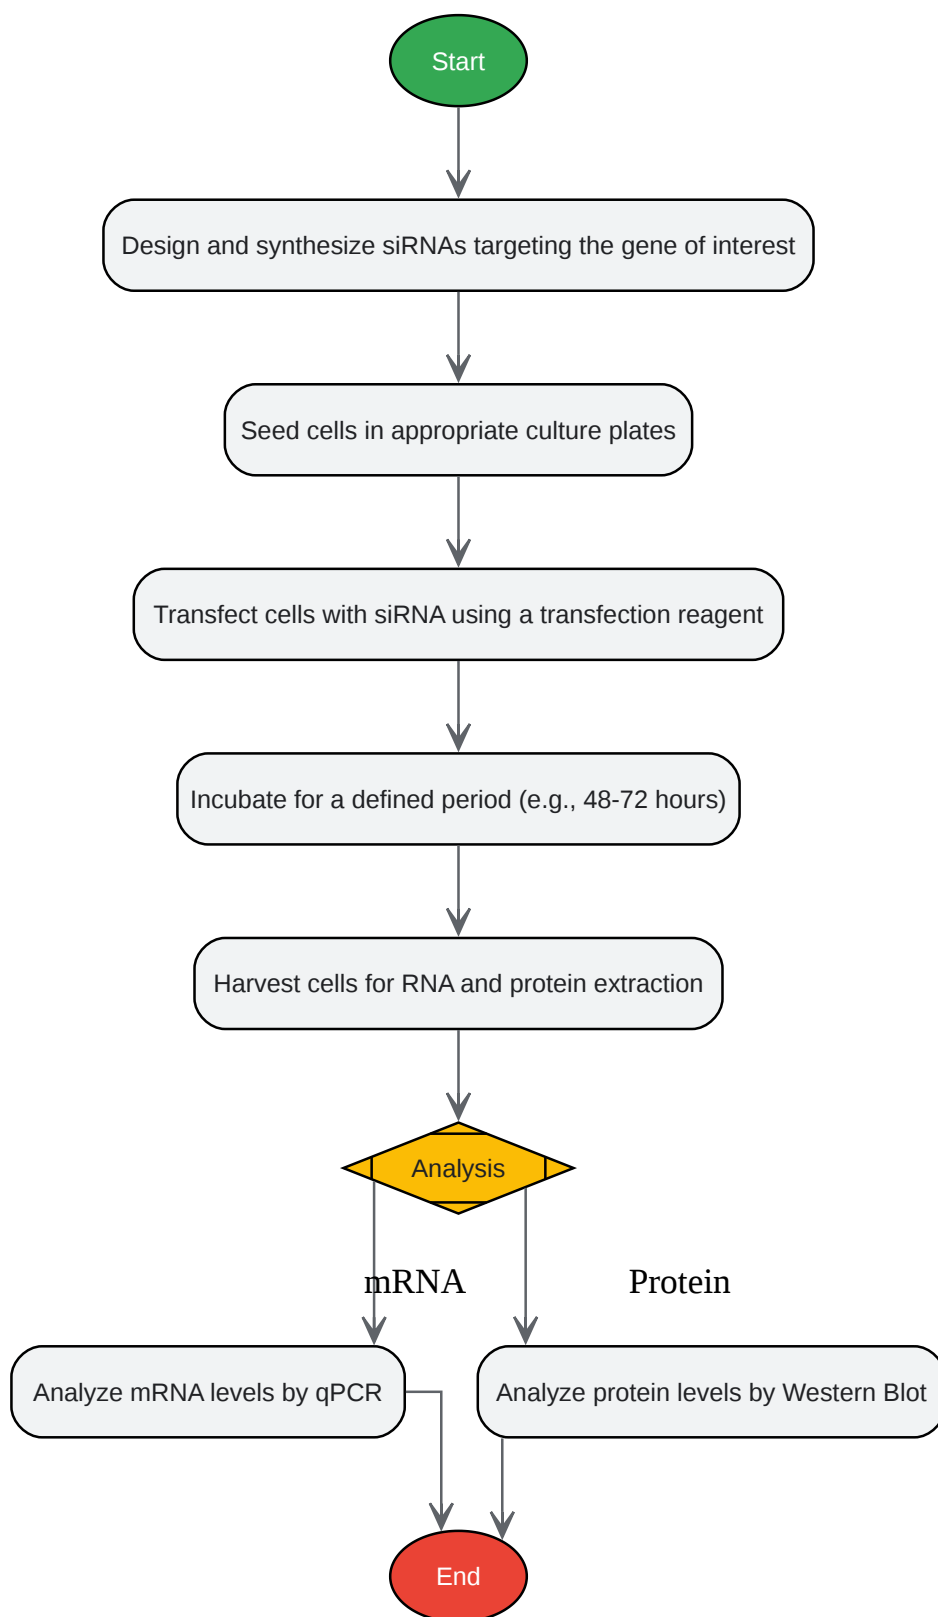 Start
Design and synthesize siRNAs targeting the gene of interest
Seed cells in appropriate culture plates
Transfect cells with siRNA using a transfection reagent
Incubate for a defined period (e.g., 48-72 hours)
Harvest cells for RNA and protein extraction
Analysis
mRNA
Protein
Analyze mRNA levels by qPCR
Analyze protein levels by Western Blot
End